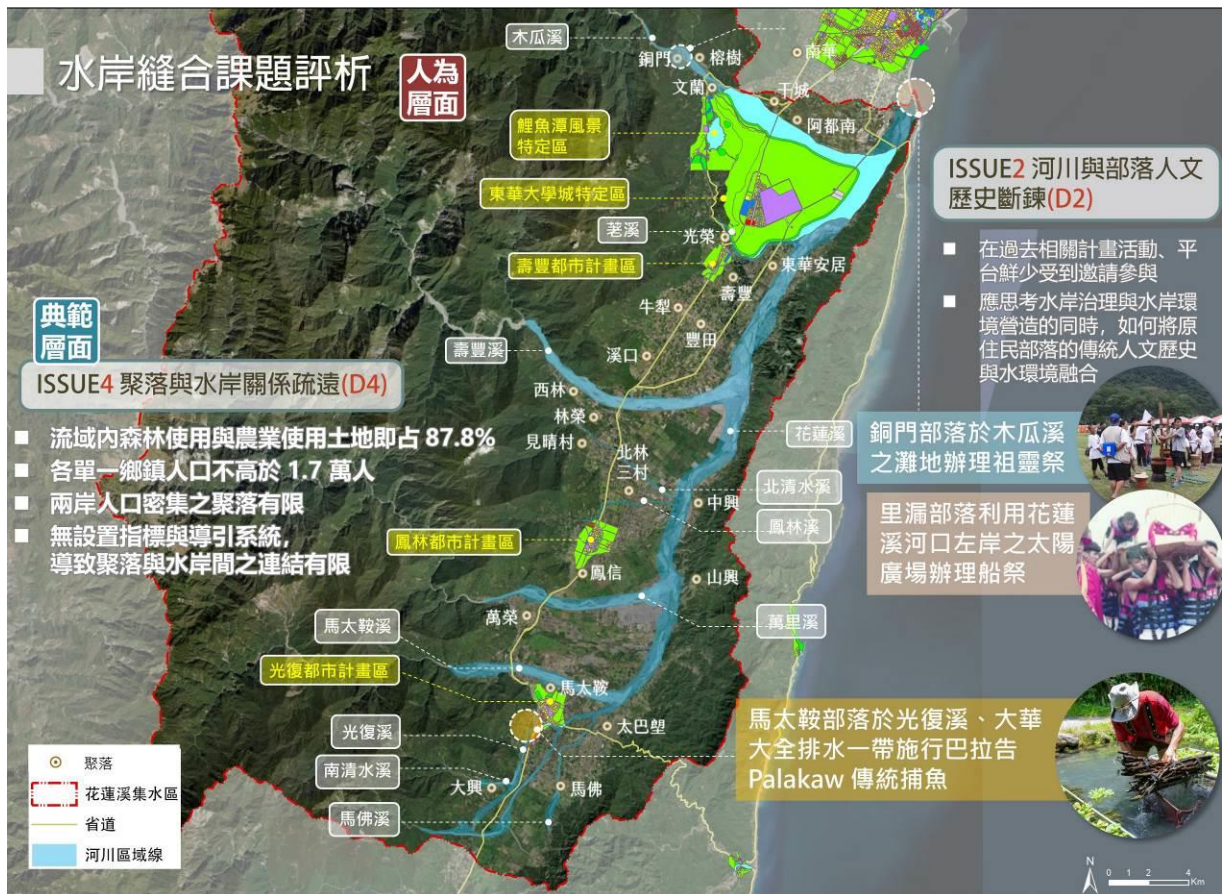 水岸縫合課題評析
人為
層面
木瓜溪
銅門
榕樹
南華
文蘭
干城
阿都南
鯉魚潭風景
特定區
東華大學城特定區
荖溪
光榮
壽豐都市計畫區
東華安居
壽豐
牛犁
豐田
壽豐溪
溪口
西林
林榮
見晴村
北林
三村
花蓮溪
北清水溪
中興
鳳林溪
鳳林都市計畫區
鳳信
山興
萬榮
萬里溪
馬太鞍溪
光復都市計畫區
馬太鞍
太巴塱
光復溪
南清水溪
大興
馬佛
馬佛溪
典範
層面
ISSUE4 聚落與水岸關係疏遠(D4)
■ 流域內森林使用與農業使用土地即占 87.8%
■ 各單一鄉鎮人口不高於 1.7 萬人
■ 兩岸人口密集之聚落有限
■ 無設置指標與導引系統,
導致聚落與水岸間之連結有限
ISSUE2 河川與部落人文
歷史斷鍊(D2)
■ 在過去相關計畫活動、平
台鮮少受到邀請參與
■ 應思考水岸治理與水岸環
境營造的同時,如何將原
住民部落的傳統人文歷史
與水環境融合
銅門部落於木瓜溪
之灘地辦理祖靈祭
里漏部落利用花蓮
溪河口左岸之太陽
廣場辦理船祭
馬太鞍部落於光復溪、大華
大全排水一帶施行巴拉告
Palakaw 傳統捕魚
聚落
花蓮溪集水區
省道
河川區域線
N
0 1 2 4
Km